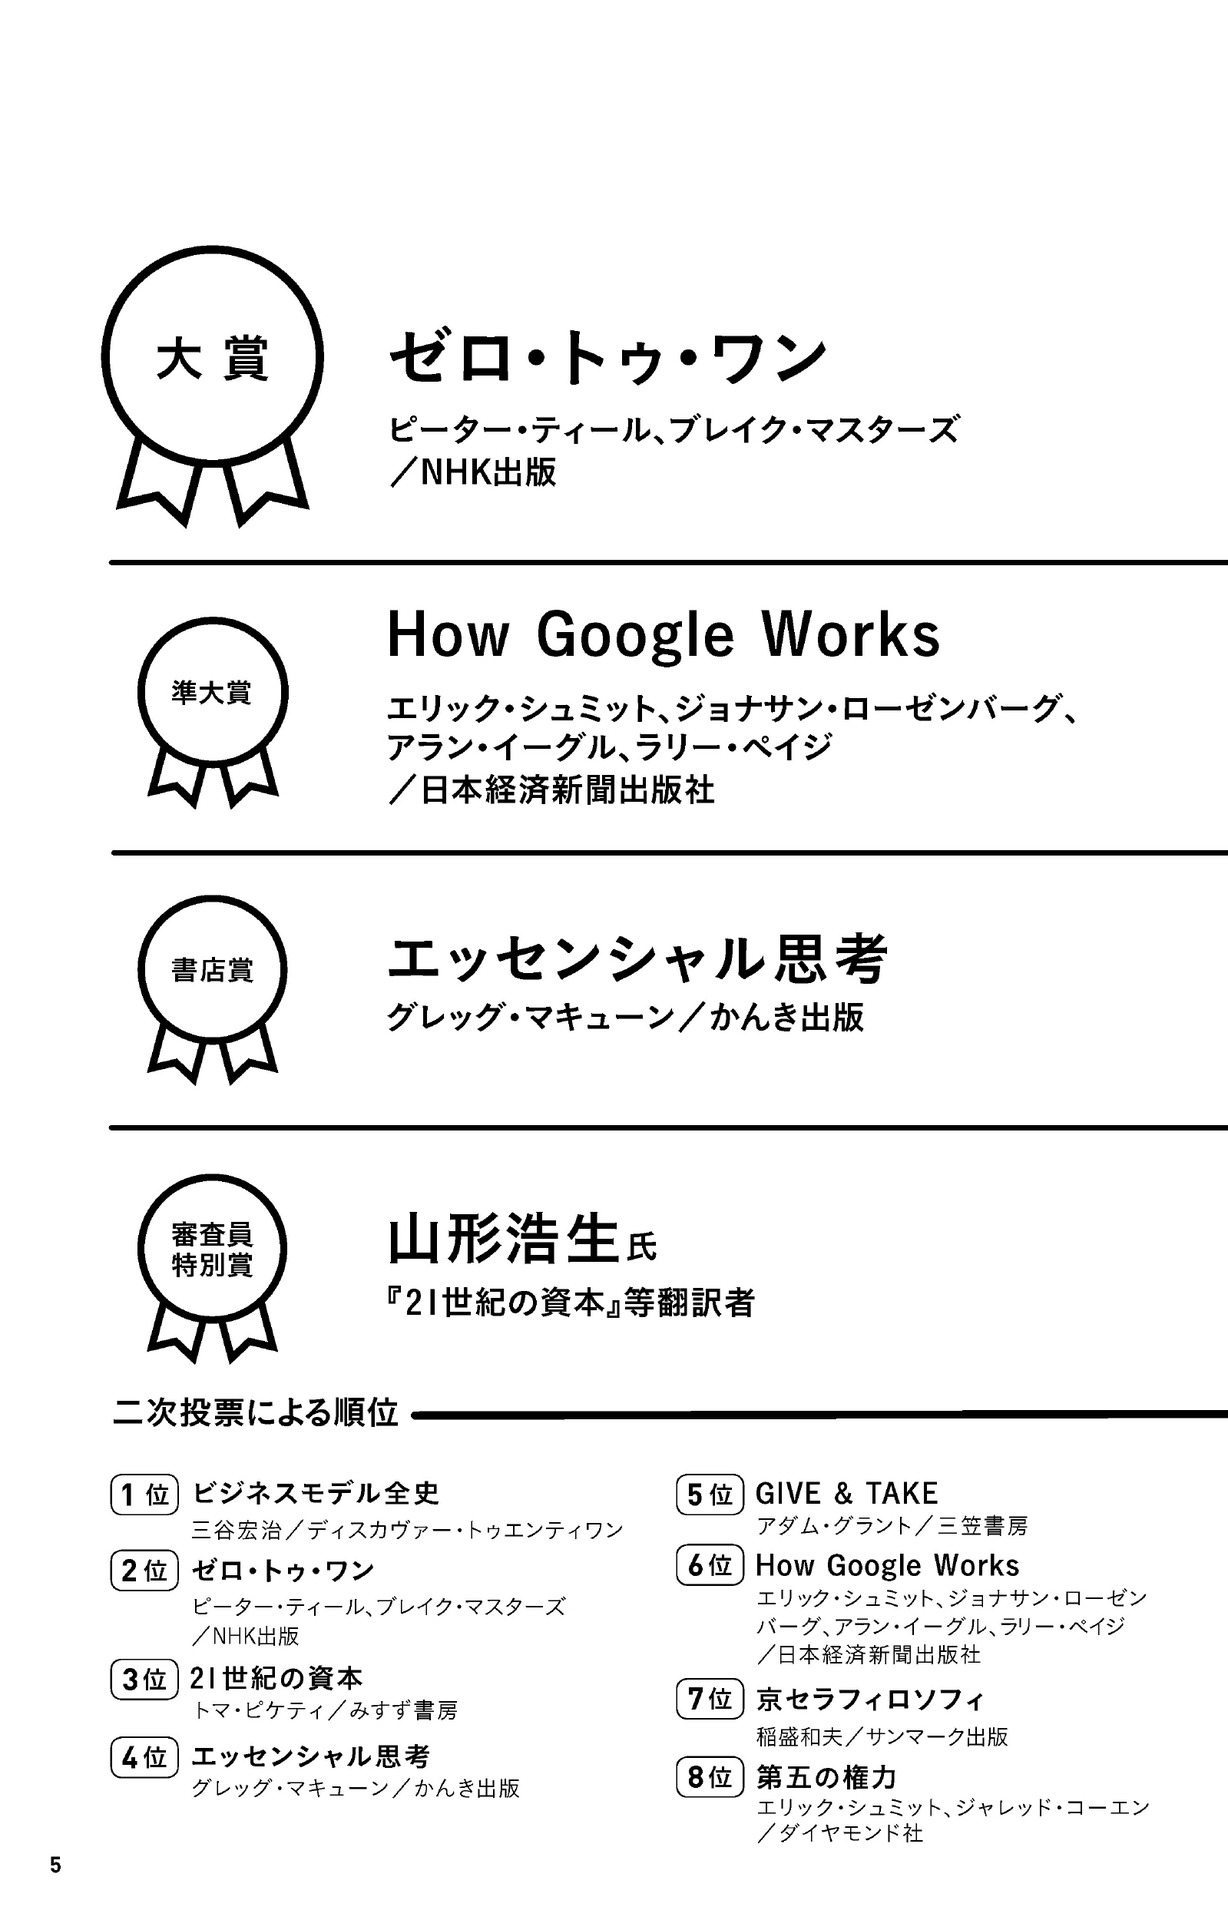 大賞
ゼロ・トゥ・ワン
ピーター・ティール、ブレイク・マスターズ
／NHK出版
準大賞
How Google Works
エリック・シュミット、ジョナサン・ローゼンバーグ、
アラン・イーグル、ラリー・ペイジ
／日本経済新聞出版社
書店賞
エッセンシャル思考
グレッグ・マキューン／かんき出版
審査員
特別賞
山形浩生氏
『21世紀の資本』等翻訳者
二次投票による順位
1位 ビジネスモデル全史
三谷宏治／ディスカヴァー・トゥエンティワン
2位 ゼロ・トゥ・ワン
ピーター・ティール、ブレイク・マスターズ
／NHK出版
3位 21世紀の資本
トマ・ピケティ／みすず書房
4位 エッセンシャル思考
グレッグ・マキューン／かんき出版
5位 GIVE & TAKE
アダム・グラント／三笠書房
6位 How Google Works
エリック・シュミット、ジョナサン・ローゼン
バーグ、アラン・イーグル、ラリー・ペイジ
／日本経済新聞出版社
7位 京セラフィロソフィ
稲盛和夫／サンマーク出版
8位 第五の権力
エリック・シュミット、ジャレッド・コーエン
／ダイヤモンド社
5